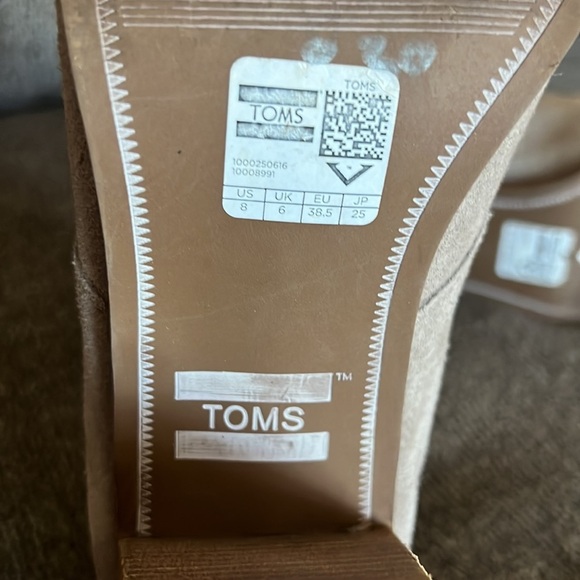 TOMS
TOMS
1000250616
10008991
US UK EU JP
8 6 38.5 25
TM
TOMS